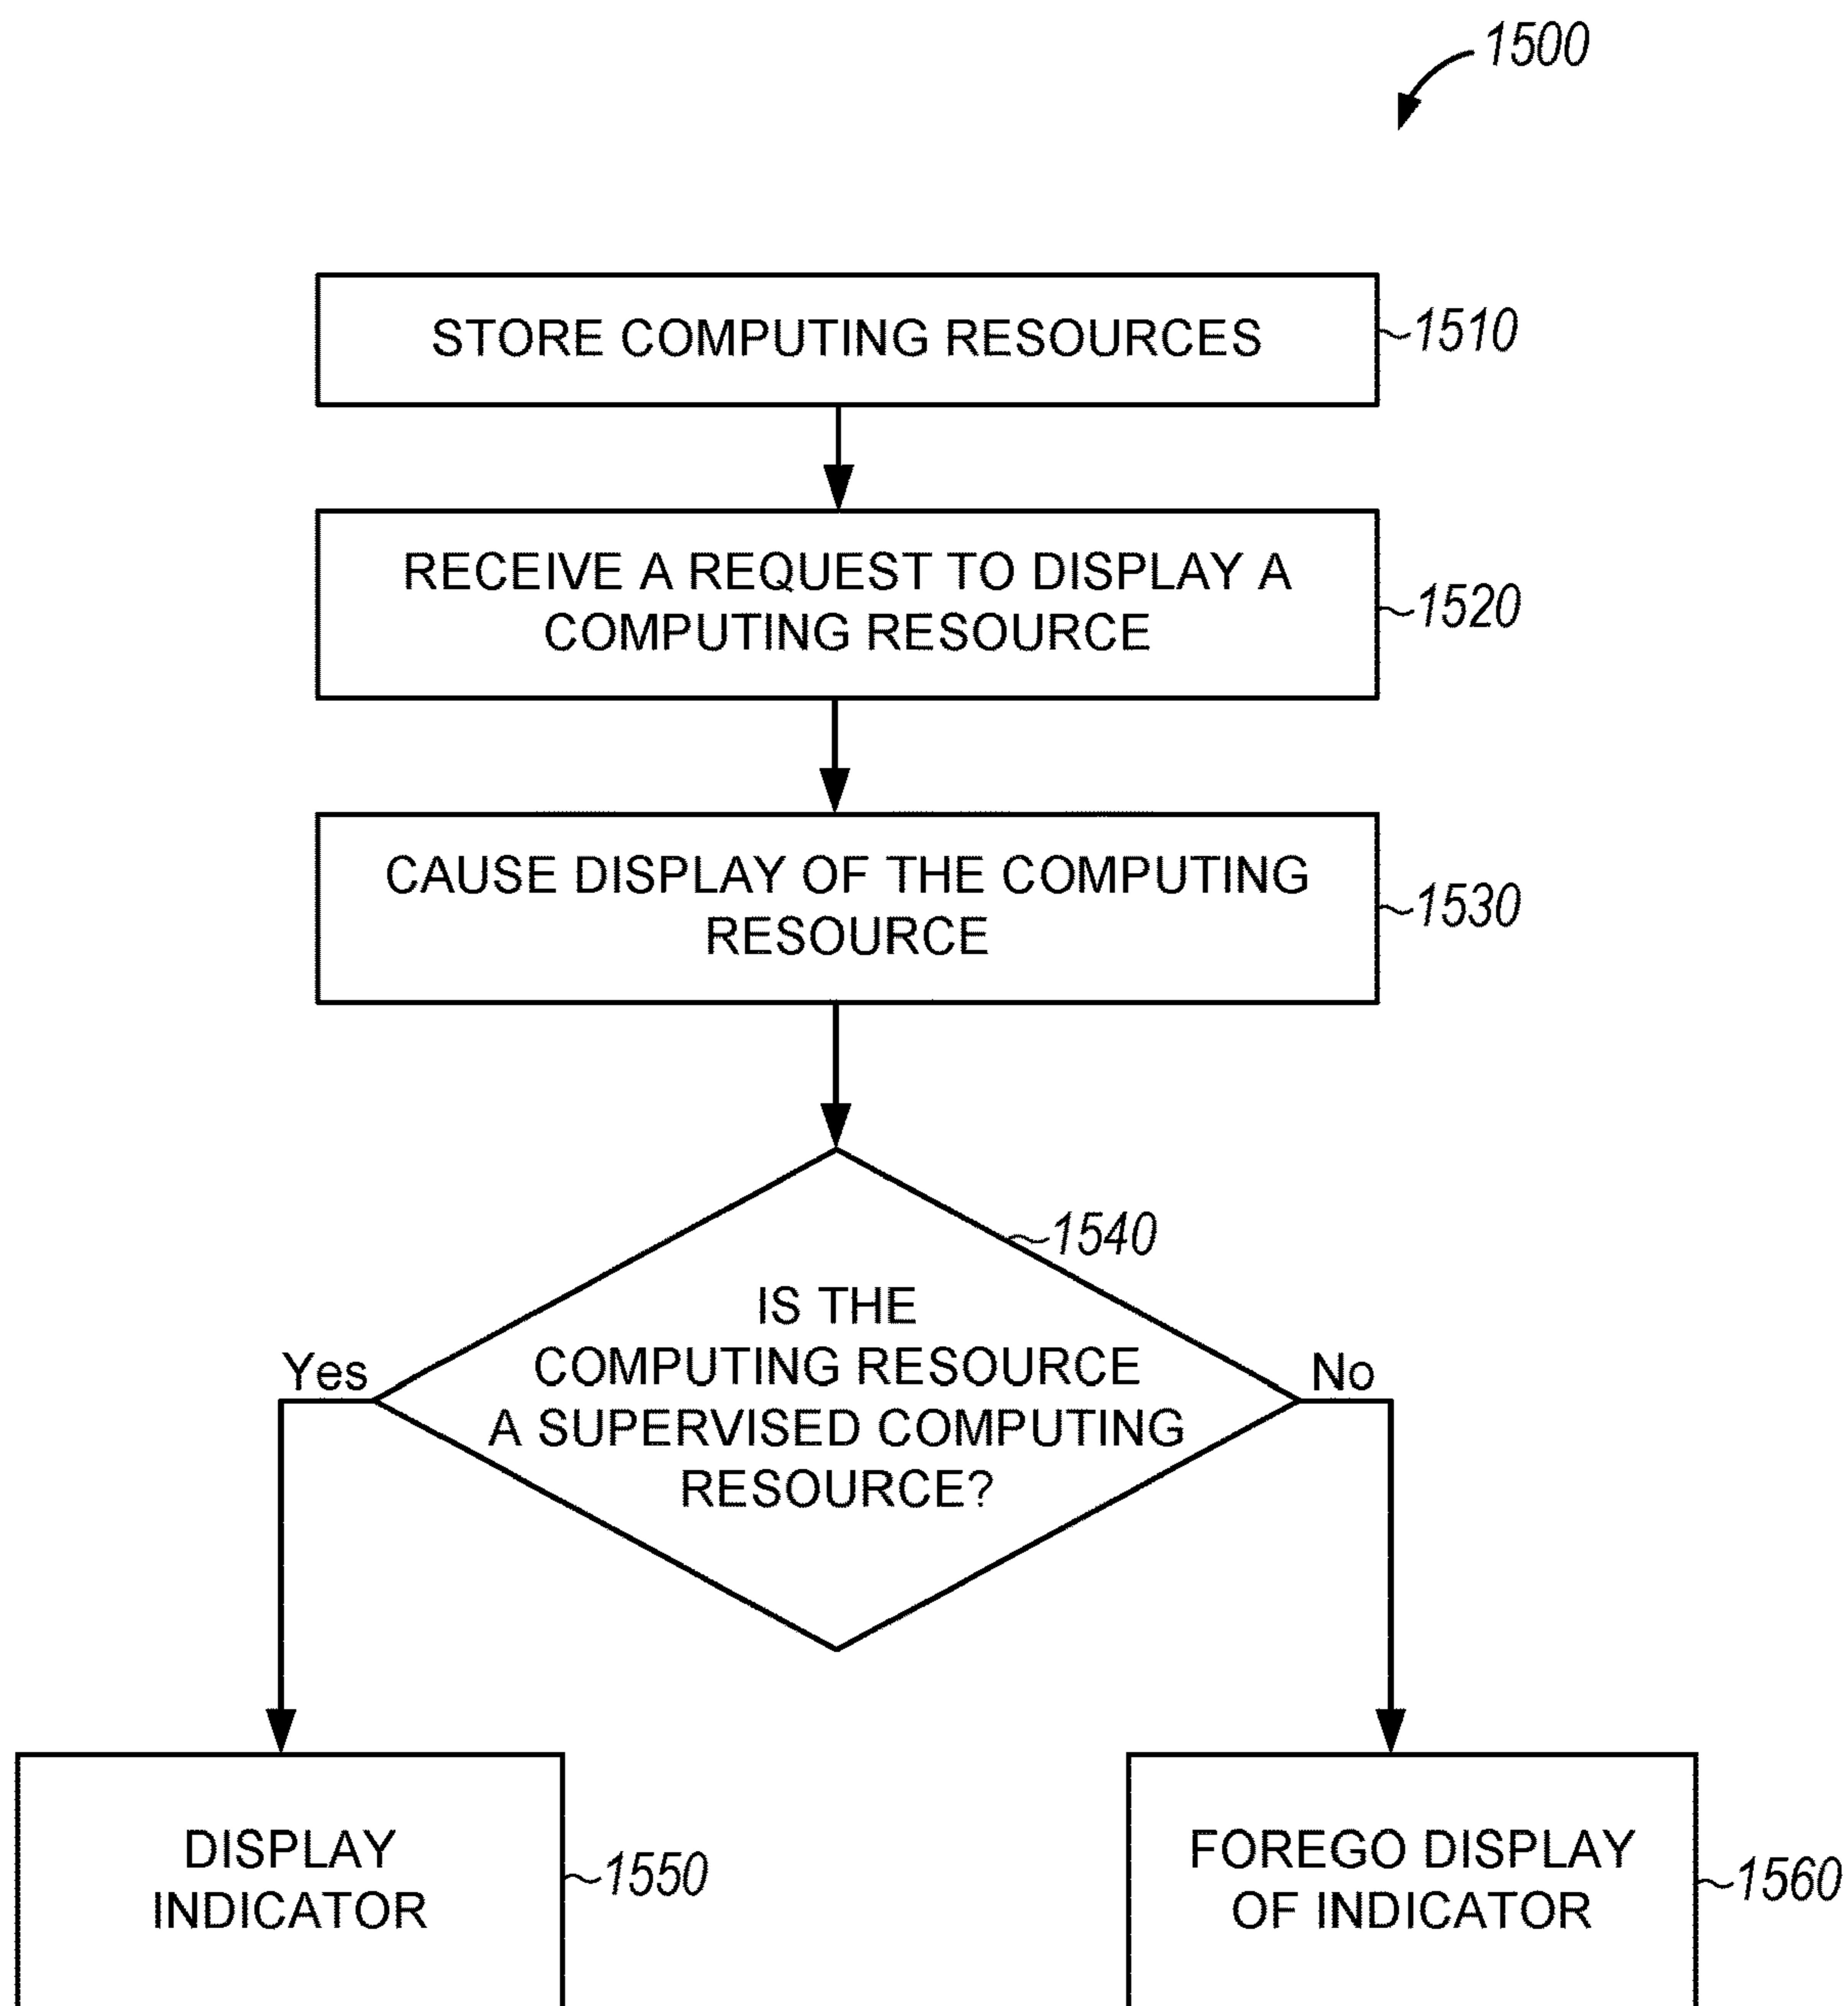 1500
STORE COMPUTING RESOURCES
1510
RECEIVE A REQUEST TO DISPLAY A
COMPUTING RESOURCE
1520
CAUSE DISPLAY OF THE COMPUTING
RESOURCE
1530
1540
IS THE
COMPUTING RESOURCE
A SUPERVISED COMPUTING
RESOURCE?
Yes
No
DISPLAY
INDICATOR
1550
FOREGO DISPLAY
OF INDICATOR
1560